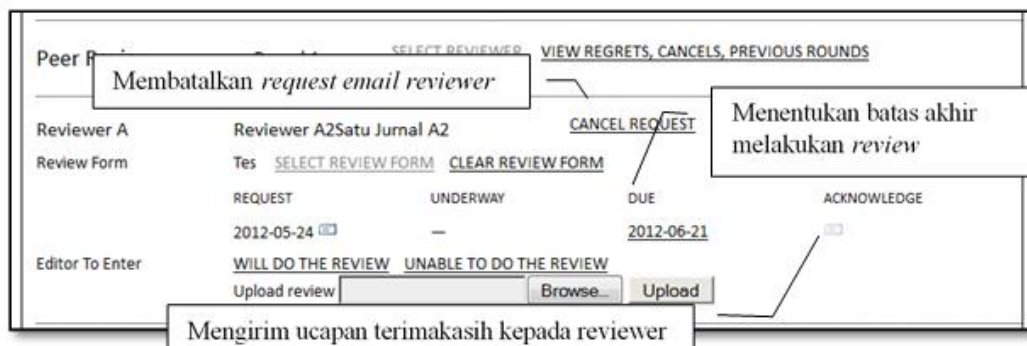 Peer SELECT REVIEWER VIEW REGRETS, CANCELS, PREVIOUS ROUNDS
Membatalkan request email reviewer
Menentukan batas akhir
melakukan review
Reviewer A Reviewer A2Satu Jurnal A2 CANCEL REQUEST
Review Form Tes SELECT REVIEW FORM CLEAR REVIEW FORM
REQUEST UNDERWAY DUE ACKNOWLEDGE
2012-05-24 — 2012-06-21
Editor To Enter WILL DO THE REVIEW UNABLE TO DO THE REVIEW
Upload review Browse... Upload
Mengirim ucapan terimakasih kepada reviewer